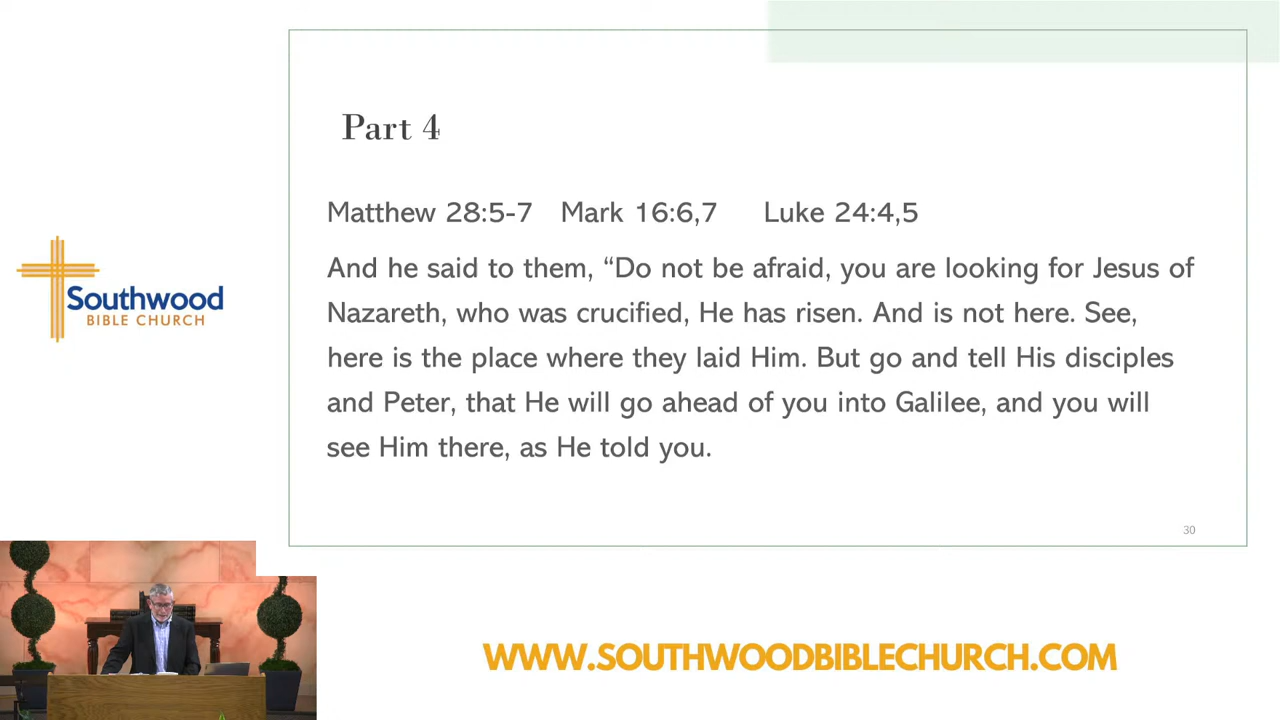 Part 4
Matthew 28:5-7 Mark 16:6,7 Luke 24:4,5
And he said to them, “Do not be afraid, you are looking for Jesus of
Nazareth, who was crucified, He has risen. And is not here. See,
here is the place where they laid Him. But go and tell His disciples
and Peter, that He will go ahead of you into Galilee, and you will
see Him there, as He told you.
30
Southwood
BIBLE CHURCH
WWW.SOUTHWOODBIBLECHURCH.COM